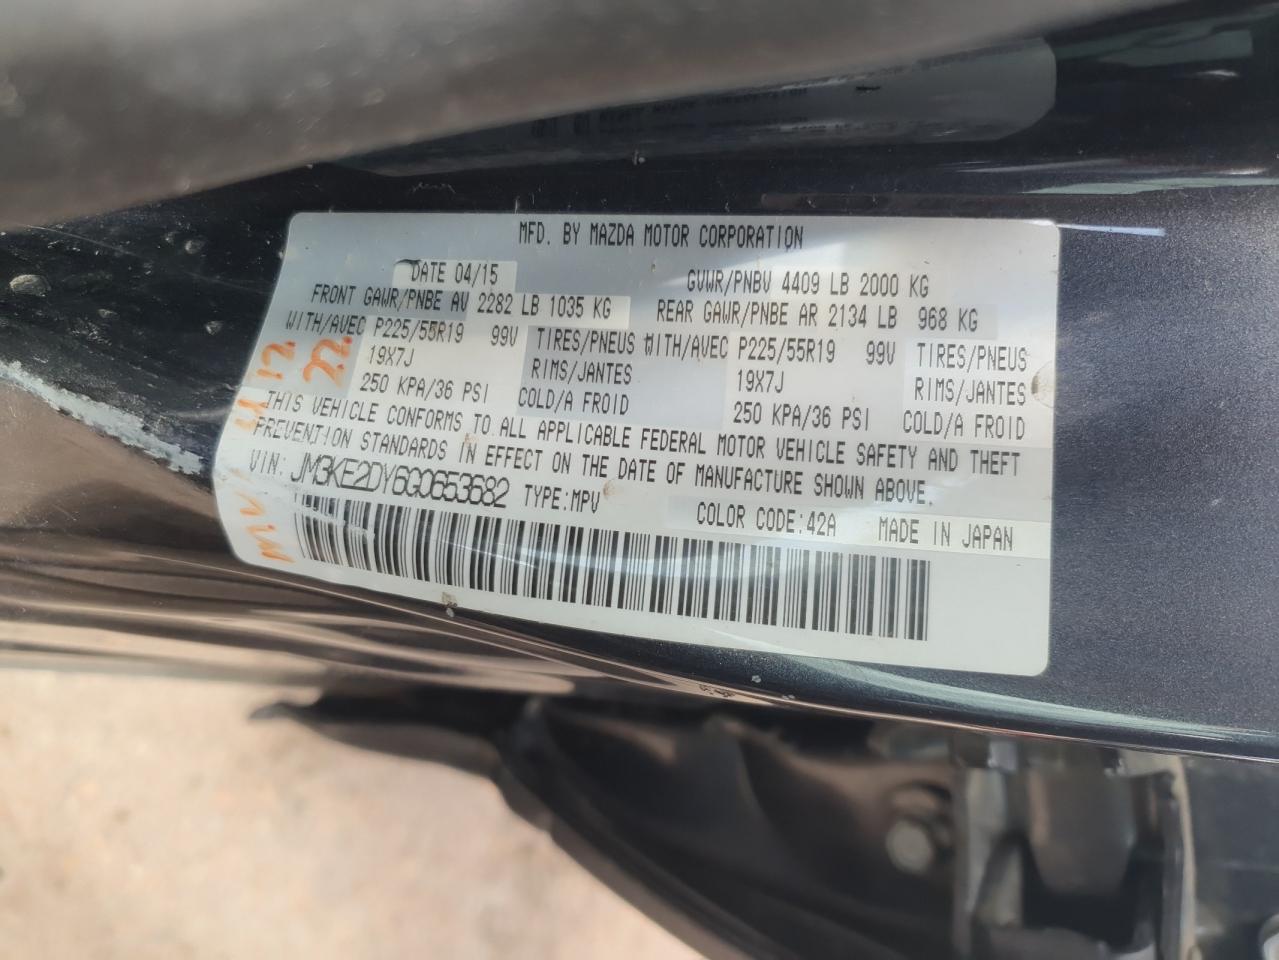 MFD. BY MAZDA MOTOR CORPORATION
DATE 04/15 GVWR/PNBV 4409 LB 2000 KG
FRONT GAWR/PNBE AV 2282 LB 1035 KG REAR GAWR/PNBE AR 2134 LB 968 KG
WITH/AVEC P225/55R19 99V TIRES/PNEUS WITH/AVEC P225/55R19 99V TIRES/PNEUS
19X7J RIMS/JANTES 19X7J RIMS/JANTES
250 KPA/36 PSI COLD/A FROID 250 KPA/36 PSI COLD/A FROID
THIS VEHICLE CONFORMS TO ALL APPLICABLE FEDERAL MOTOR VEHICLE SAFETY AND THEFT
PREVENTION STANDARDS IN EFFECT ON THE DATE OF MANUFACTURE SHOWN ABOVE.
VIN: JM3KE2DY6G0653682 TYPE:MPV COLOR CODE:42A MADE IN JAPAN